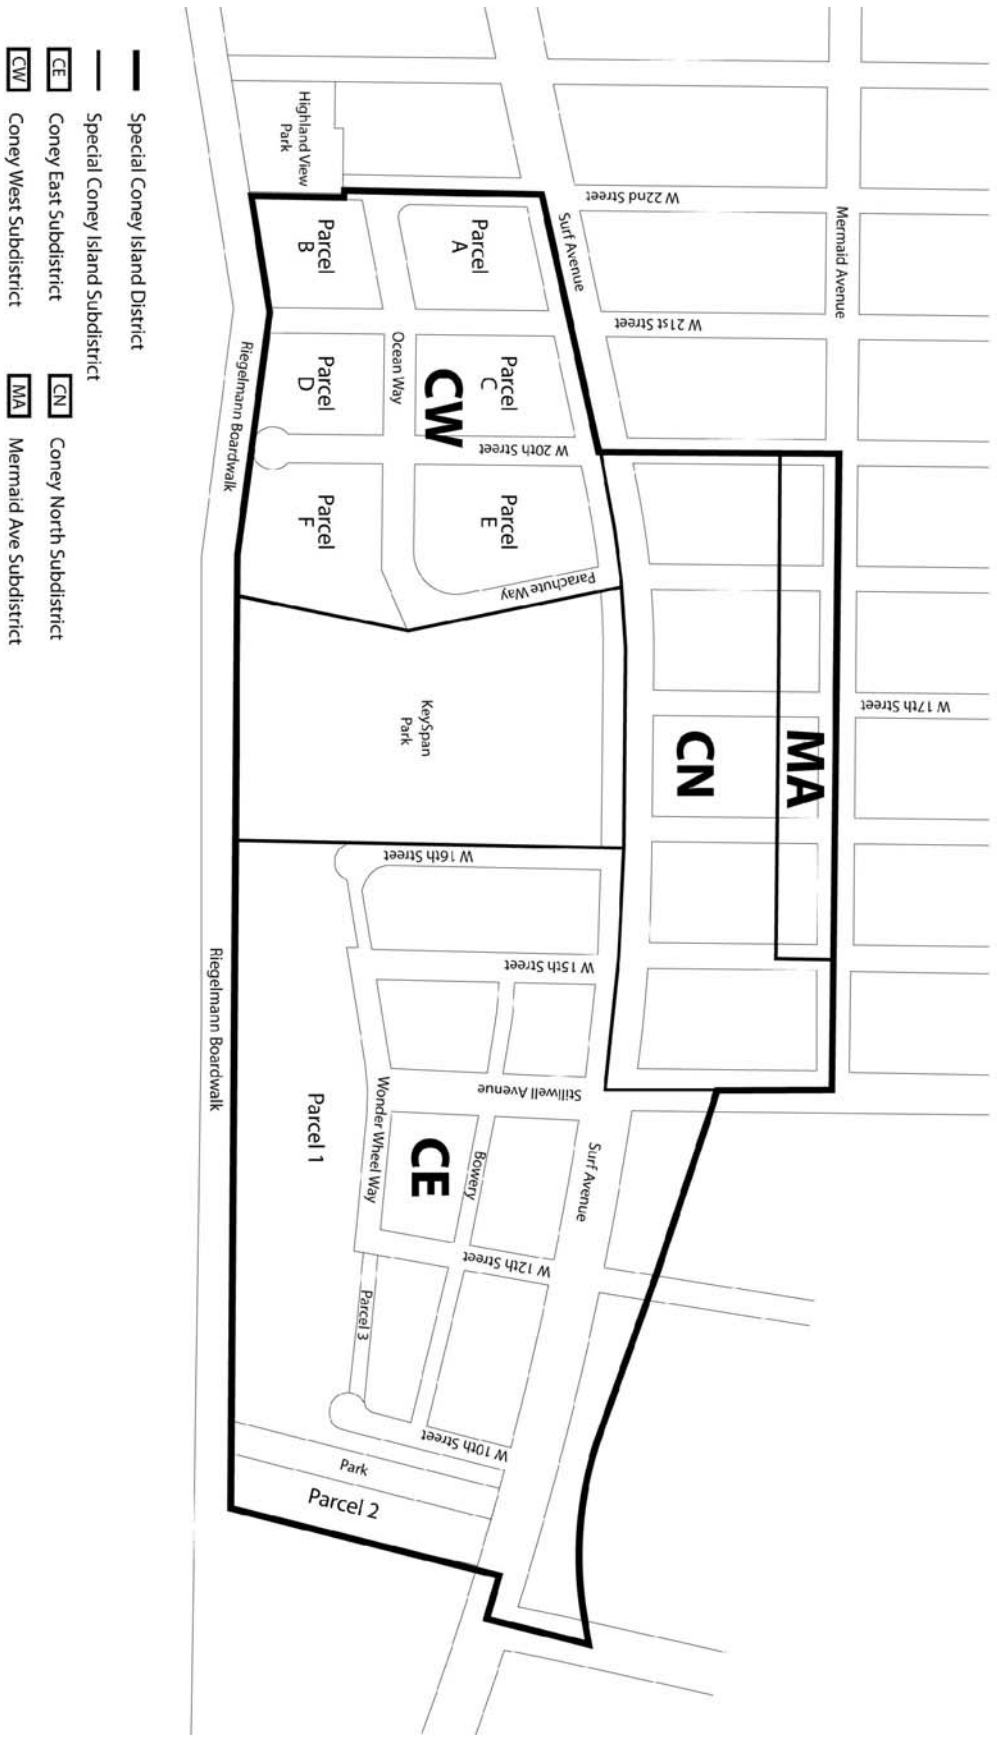 Mermaid Avenue
W 22nd Street
W 21st Street
W 17th Street
MA
CN
Surf Avenue
Highland View
Park
Parcel
A
Parcel
B
Parcel
C
Parcel
D
Parcel
E
Parcel
F
Ocean Way
CW
W 20th Street
Parachute Way
KeySpan
Park
W 16th Street
W 15th Street
Stillwell Avenue
Surf Avenue
Bowery
CE
Wonder Wheel Way
W 12th Street
Parcel 1
Parcel 3
W 10th Street
Park
Parcel 2
Riegelmann Boardwalk
Riegelmann Boardwalk
Special Coney Island District
Special Coney Island Subdistrict
CE Coney East Subdistrict
CN Coney North Subdistrict
CW Coney West Subdistrict
MA Mermaid Ave Subdistrict